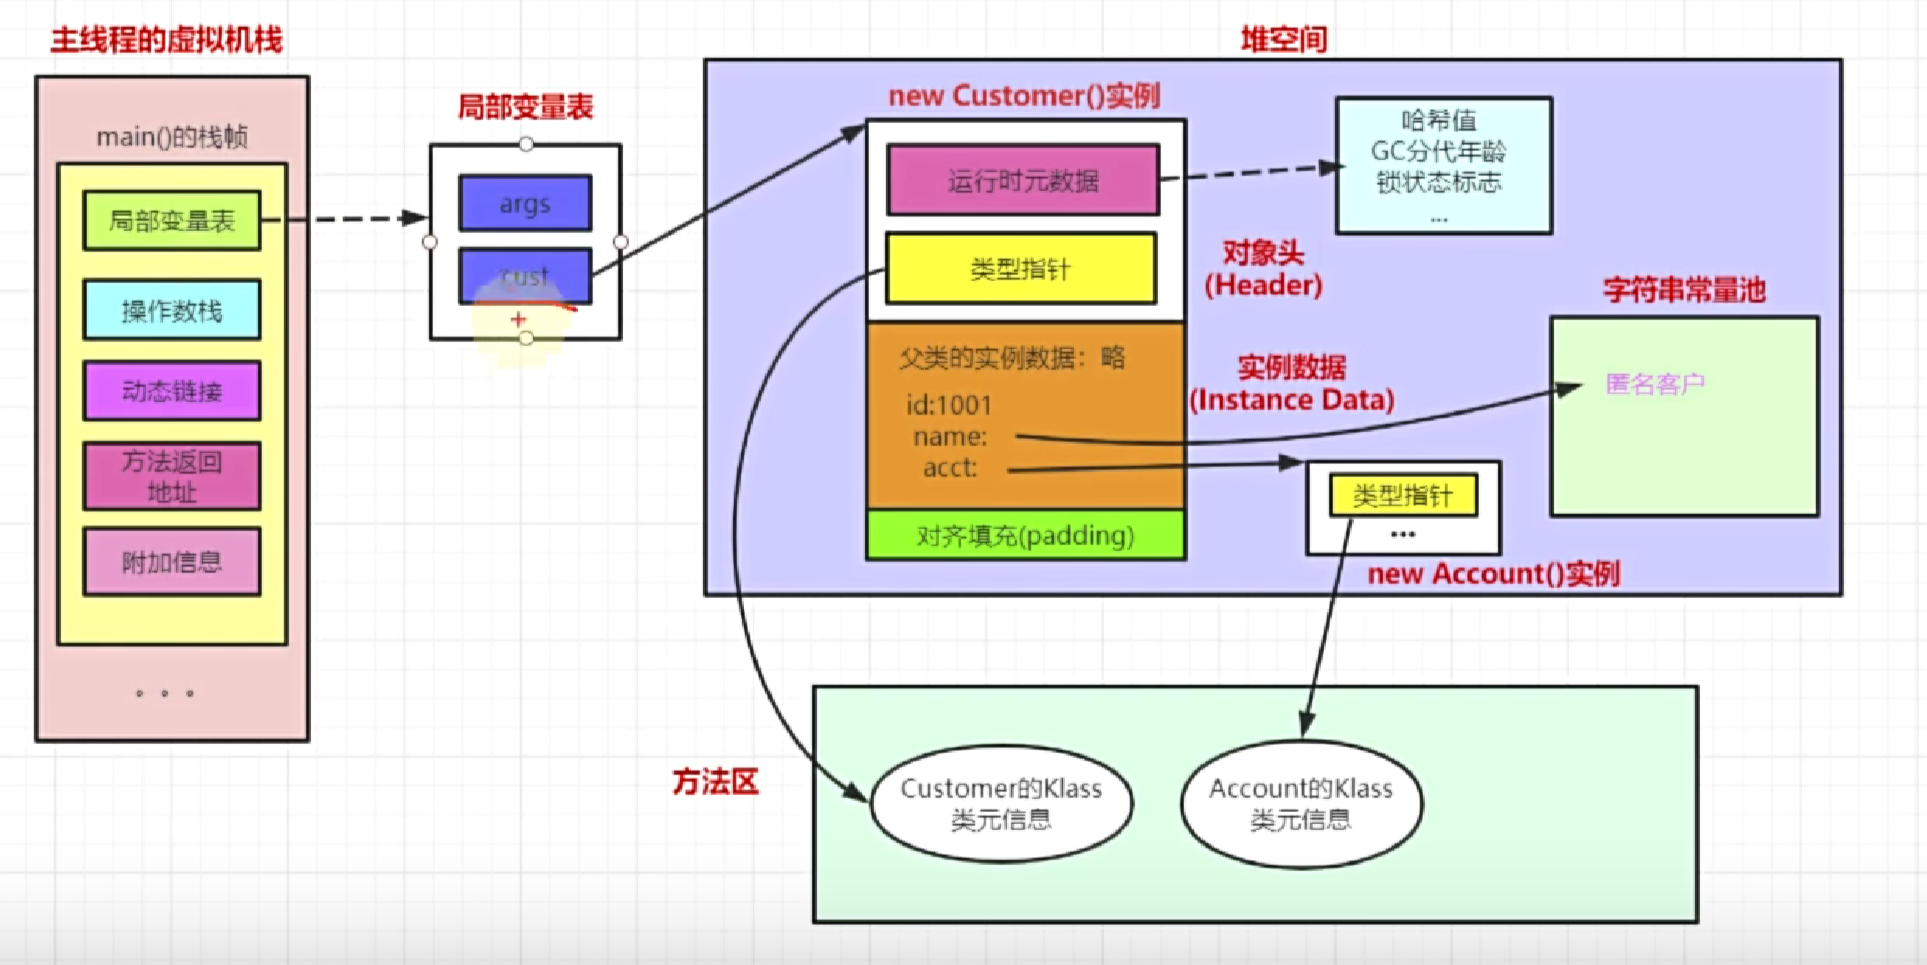 主线程的虚拟机栈
main()的栈帧
局部变量表
操作数栈
动态链接
方法返回
地址
附加信息
。。。
局部变量表
args
cust
堆空间
new Customer()实例
运行时元数据
类型指针
对象头
(Header)
哈希值
GC分代年龄
锁状态标志
...
父类的实例数据：略
id:1001
name:
acct:
对齐填充(padding)
实例数据
(Instance Data)
字符串常量池
匿名客户
类型指针
...
new Account()实例
方法区
Customer的Klass
类元信息
Account的Klass
类元信息